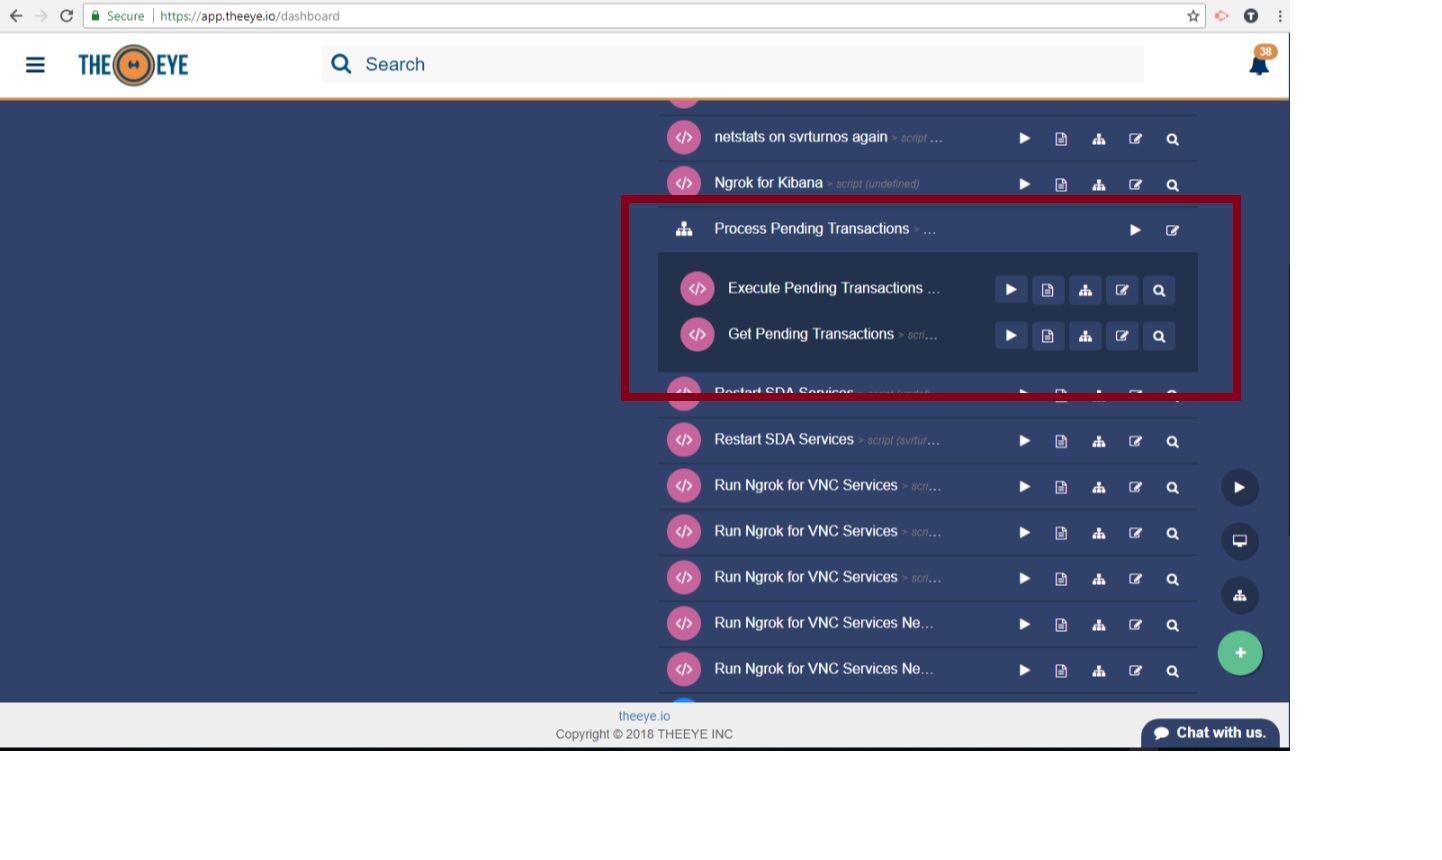 Secure https://app.theeye.io/dashboard
THE EYE
Search
38
netstats on svrturnos again > script ...
Ngrok for Kibana > script (undefined)
Process Pending Transactions > ...
Execute Pending Transactions ...
Get Pending Transactions > scri...
Restart SDA Services > script (undef...
Restart SDA Services > script (svrtur...
Run Ngrok for VNC Services > scri...
Run Ngrok for VNC Services > scri...
Run Ngrok for VNC Services > scri...
Run Ngrok for VNC Services Ne...
Run Ngrok for VNC Services Ne...
theeye.io
Copyright © 2018 THEEYE INC
Chat with us.